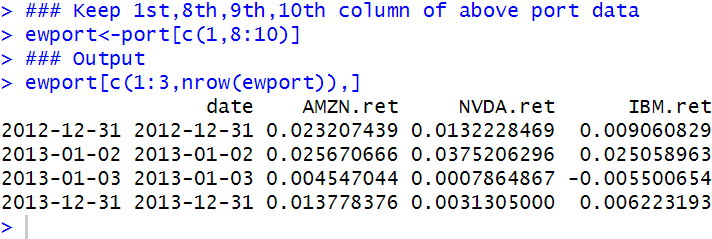 > ### Keep 1st,8th,9th,10th column of above port data
> ewport<-port[c(1,8:10)]
> ### Output
> ewport[c(1:3,nrow(ewport)),]
date AMZN.ret NVDA.ret IBM.ret
2012-12-31 2012-12-31 0.023207439 0.0132228469 0.009060829
2013-01-02 2013-01-02 0.025670666 0.0375206296 0.025058963
2013-01-03 2013-01-03 0.004547044 0.0007864867 -0.005500654
2013-12-31 2013-12-31 0.013778376 0.0031305000 0.006223193
>